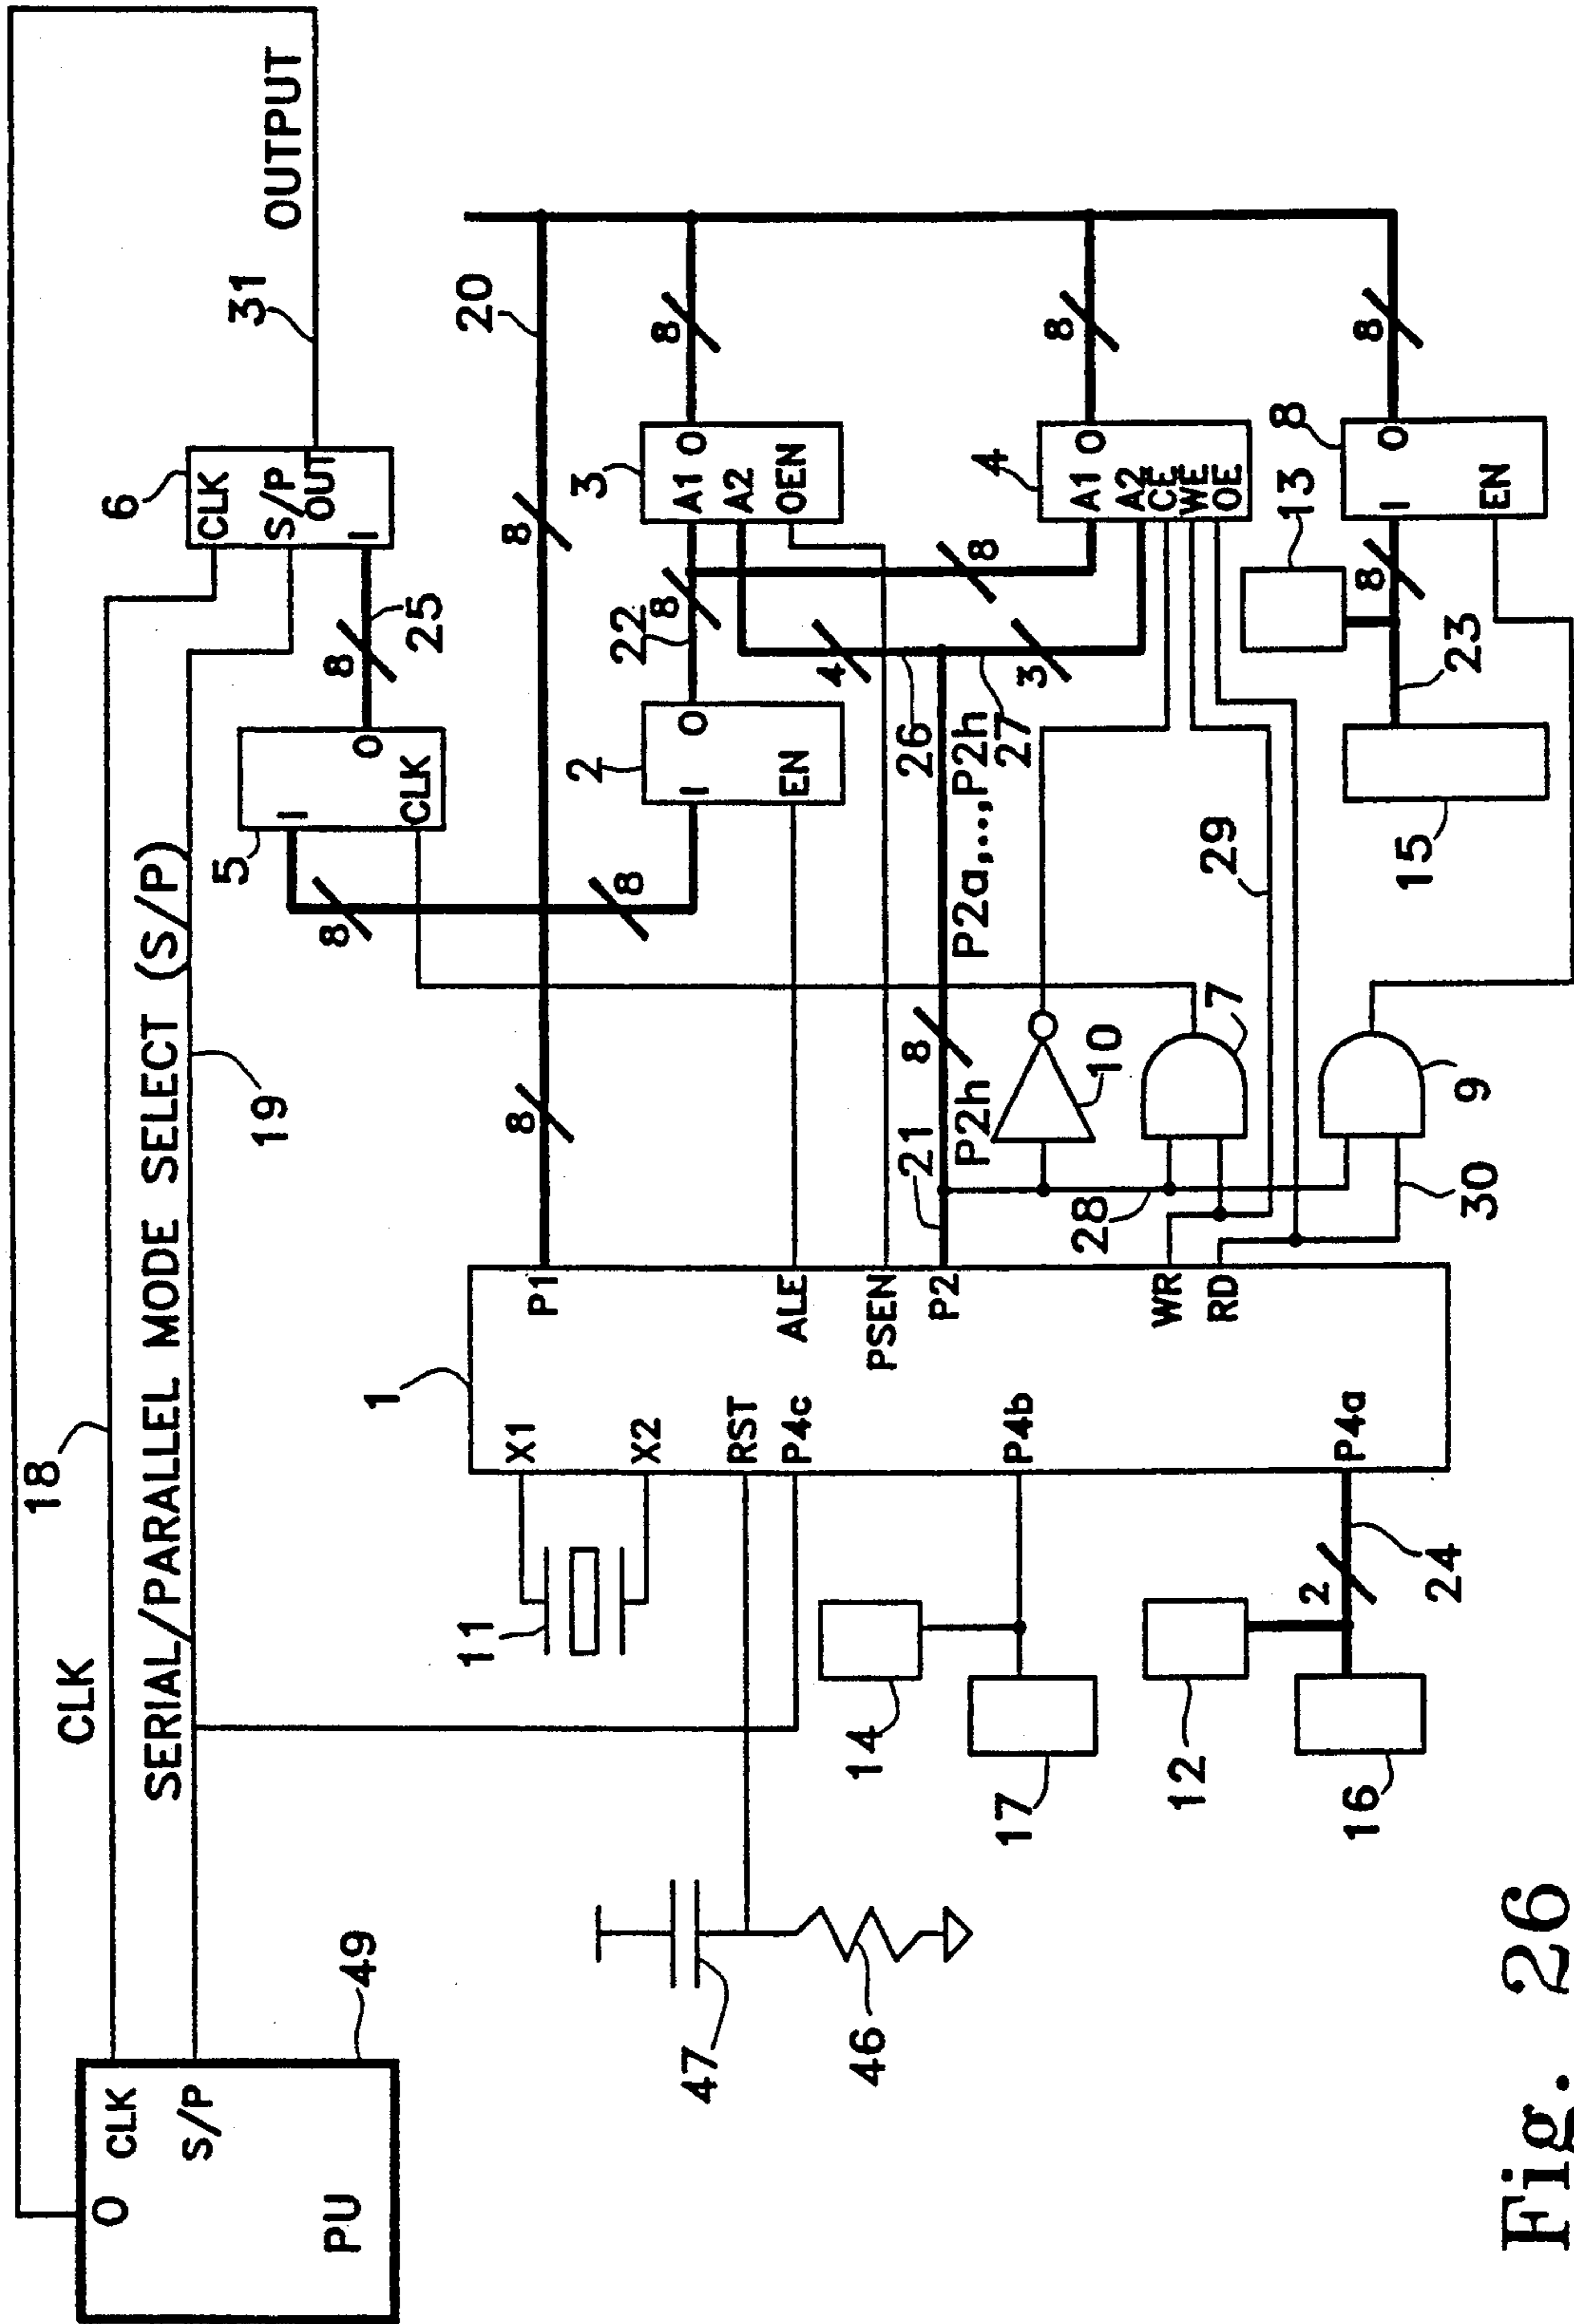 O
CLK
S/P
PU
49
18
CLK
SERIAL/PARALLEL MODE SELECT (S/P)
19
OUTPUT
31
6
CLK
S/P
OUT
I
8
25
5
I
O
CLK
8
8
20
8
8
2
I
O
EN
22
8
3
A1
O
A2
OEN
8
8
4
26
3
27
P2a,..,P2h
4
A1
O
A2
CE
WE
OE
8
8
I
O
EN
8
8
13
23
15
29
1
X1
X2
RST
P4c
P4b
P4a
P1
ALE
PSEN
P2
WR
RD
21
8
P2h
10
7
28
9
30
11
14
17
12
16
2
24
47
46
Fig. 26